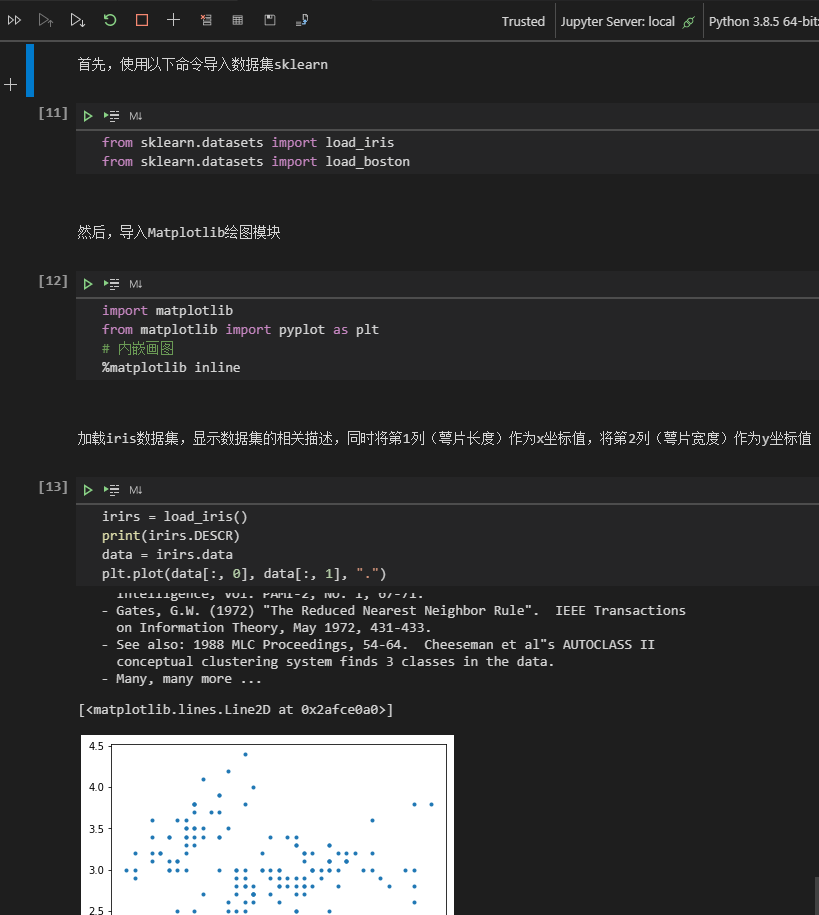 Trusted Jupyter Server: local Python 3.8.5 64-bit
首先，使用以下命令导入数据集sklearn
[11]
M↓
from sklearn.datasets import load_iris
from sklearn.datasets import load_boston
然后，导入Matplotlib绘图模块
[12]
M↓
import matplotlib
from matplotlib import pyplot as plt
# 内嵌画图
%matplotlib inline
加载iris数据集，显示数据集的相关描述，同时将第1列（萼片长度）作为x坐标值，将第2列（萼片宽度）作为y坐标值
[13]
M↓
irirs = load_iris()
print(irirs.DESCR)
data = irirs.data
plt.plot(data[:, 0], data[:, 1], ".")
Intelligence, Vol. PAMI-2, No. 1, 67-71.
- Gates, G.W. (1972) "The Reduced Nearest Neighbor Rule".  IEEE Transactions
on Information Theory, May 1972, 431-433.
- See also: 1988 MLC Proceedings, 54-64.  Cheeseman et al"s AUTOCLASS II
conceptual clustering system finds 3 classes in the data.
- Many, many more ...
[<matplotlib.lines.Line2D at 0x2afce0a0>]
4.5
4.0
3.5
3.0
2.5